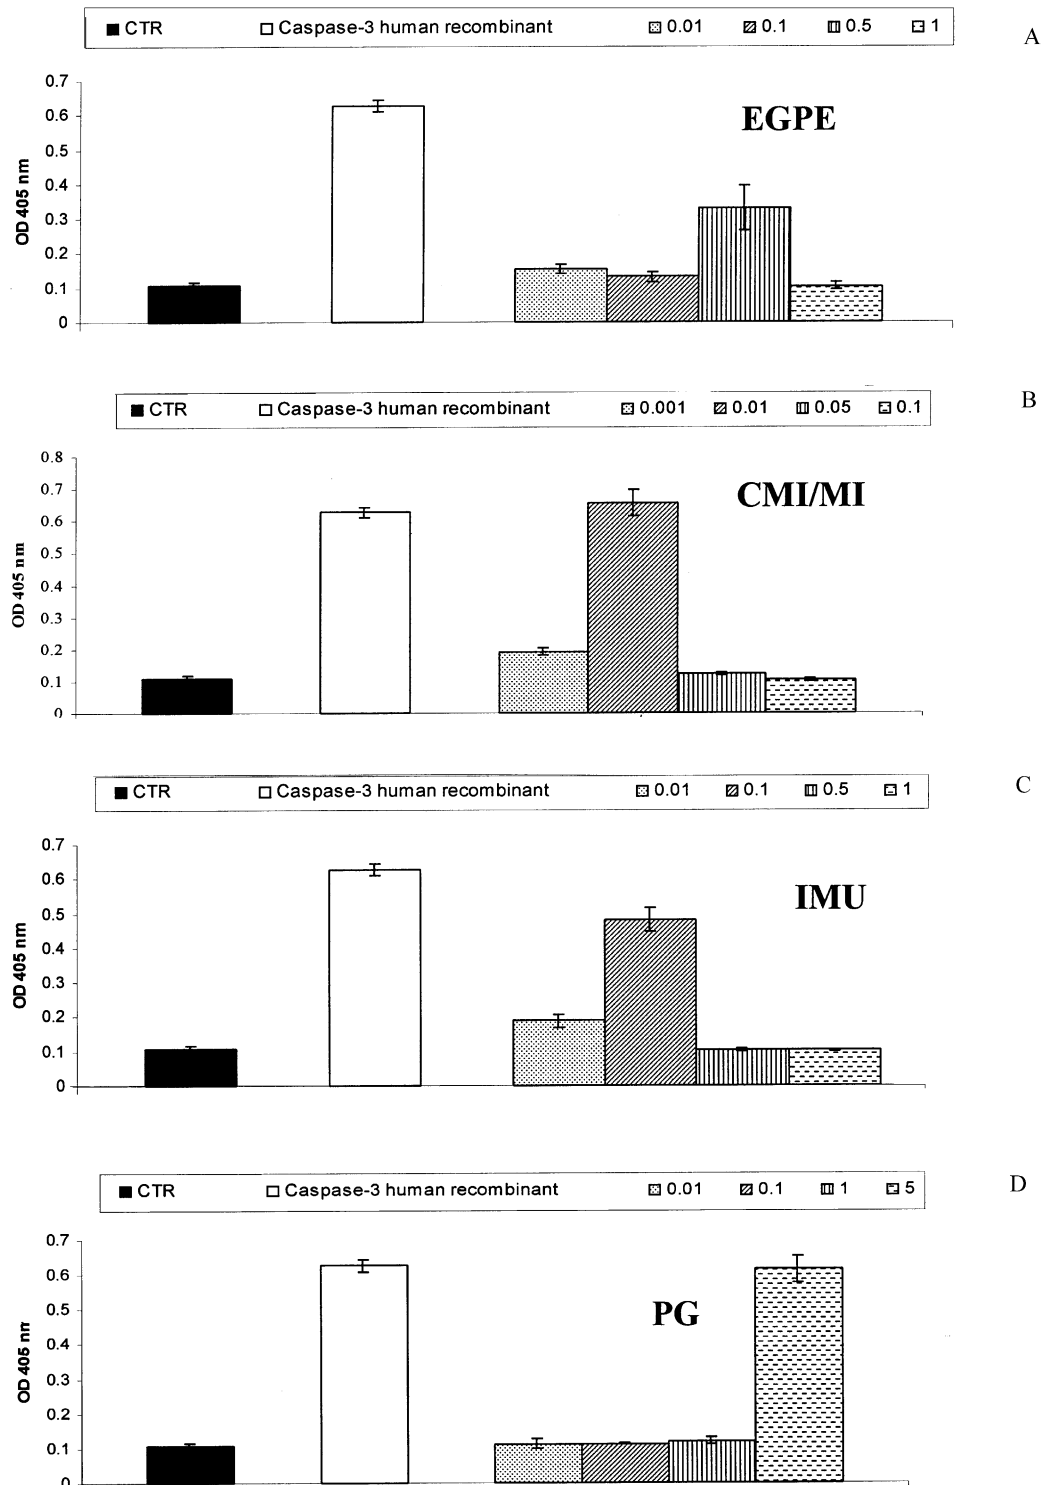 CTR Caspase-3 human recombinant 0.01 0.1 0.5 1
A
EGPE
OD 405 nm
0.7
0.6
0.5
0.4
0.3
0.2
0.1
0
CTR Caspase-3 human recombinant 0.001 0.01 0.05 0.1
B
CMI/MI
OD 405 nm
0.8
0.7
0.6
0.5
0.4
0.3
0.2
0.1
0
CTR Caspase-3 human recombinant 0.01 0.1 0.5 1
C
IMU
OD 405 nm
0.7
0.6
0.5
0.4
0.3
0.2
0.1
0
CTR Caspase-3 human recombinant 0.01 0.1 1 5
D
PG
OD 405 nm
0.7
0.6
0.5
0.4
0.3
0.2
0.1
0